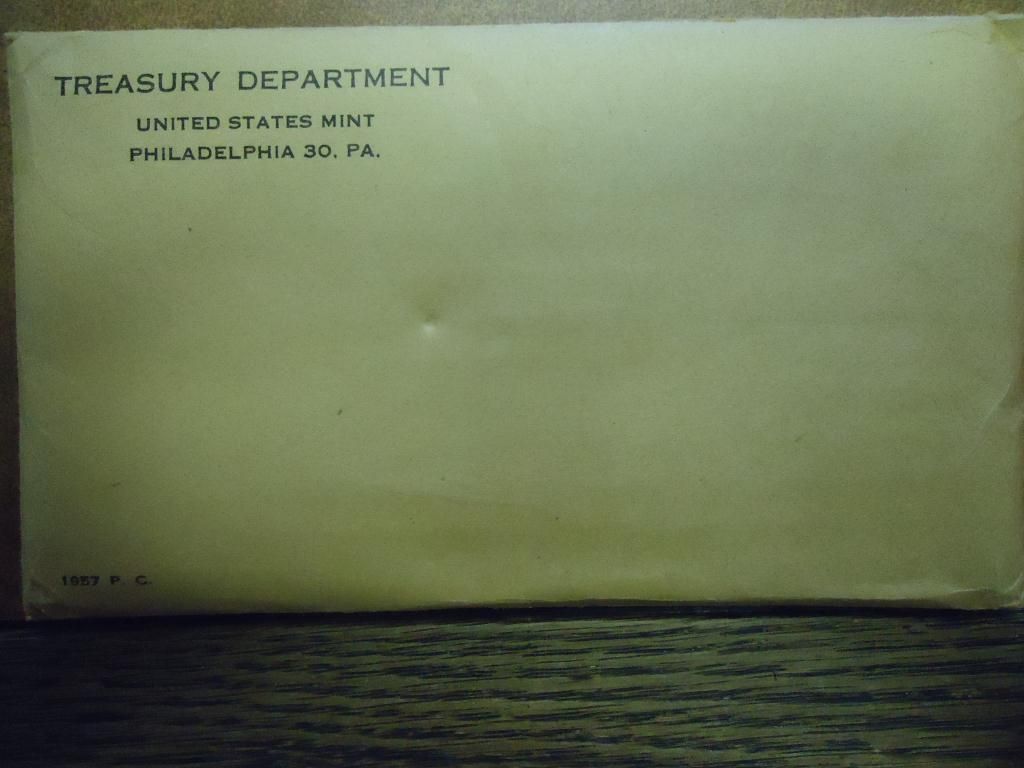 TREASURY DEPARTMENT
UNITED STATES MINT
PHILADELPHIA 30, PA.
1957 P. C.